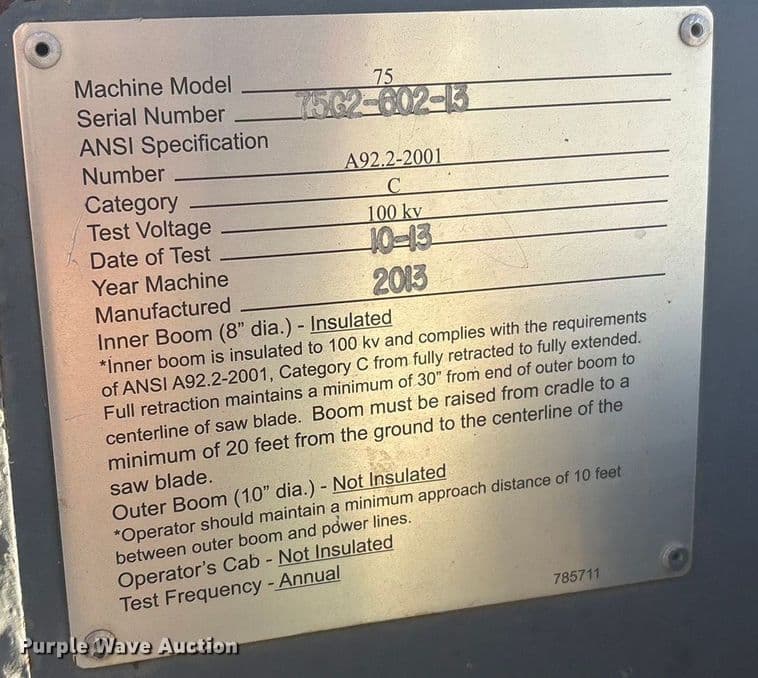 Machine Model 75
Serial Number 75G2-602-13
ANSI Specification
Number A92.2-2001
Category C
Test Voltage 100 kv
Date of Test 10-13
Year Machine
Manufactured 2013
Inner Boom (8” dia.) - Insulated
*Inner boom is insulated to 100 kv and complies with the requirements
of ANSI A92.2-2001, Category C from fully retracted to fully extended.
Full retraction maintains a minimum of 30” from end of outer boom to
centerline of saw blade. Boom must be raised from cradle to a
minimum of 20 feet from the ground to the centerline of the
saw blade.
Outer Boom (10” dia.) - Not Insulated
*Operator should maintain a minimum approach distance of 10 feet
between outer boom and power lines.
Operator’s Cab - Not Insulated
Test Frequency - Annual
785711
Purple Wave Auction